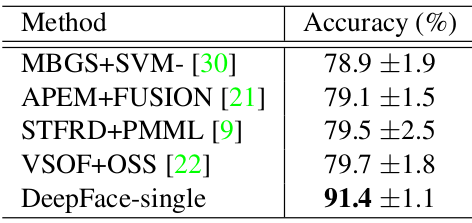 Method Accuracy (%)
MBGS+SVM- [30] 78.9 ±1.9
APEM+FUSION [21] 79.1 ±1.5
STFRD+PMML [9] 79.5 ±2.5
VSOF+OSS [22] 79.7 ±1.8
DeepFace-single 91.4 ±1.1